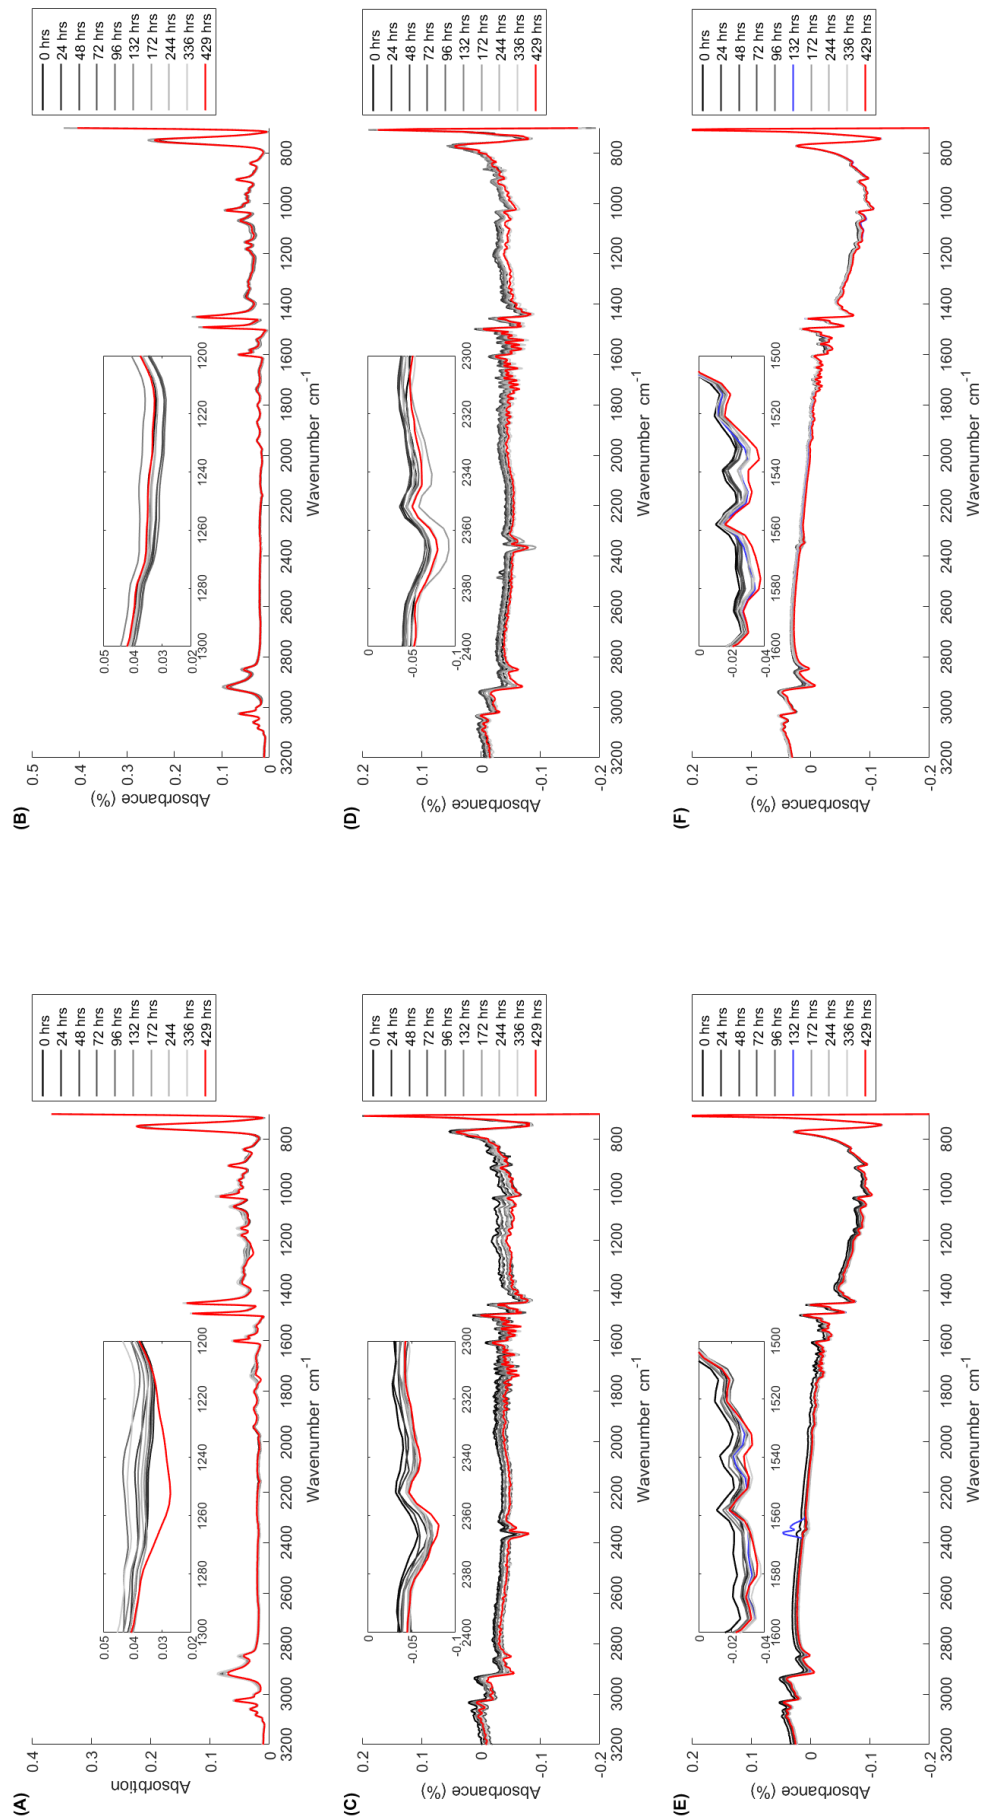 (A)
0.4
0.3
0.2
0.1
0
Absorbtion
0.05
0.04
0.03
0.02
1300 1280 1260 1240 1220 1200
3200 3000 2800 2600 2400 2200 2000 1800 1600 1400 1200 1000 800
Wavenumber cm-1
0 hrs
24 hrs
48 hrs
72 hrs
96 hrs
132 hrs
172 hrs
244
336 hrs
429 hrs
(B)
0.5
0.4
0.3
0.2
0.1
0
Absorbance (%)
0.05
0.04
0.03
0.02
1300 1280 1260 1240 1220 1200
3200 3000 2800 2600 2400 2200 2000 1800 1600 1400 1200 1000 800
Wavenumber cm-1
0 hrs
24 hrs
48 hrs
72 hrs
96 hrs
132 hrs
172 hrs
244 hrs
336 hrs
429 hrs
(C)
0.2
0.1
0
-0.1
-0.2
Absorbance (%)
0
-0.05
-0.1
2400 2380 2360 2340 2320 2300
3200 3000 2800 2600 2400 2200 2000 1800 1600 1400 1200 1000 800
Wavenumber cm-1
0 hrs
24 hrs
48 hrs
72 hrs
96 hrs
132 hrs
172 hrs
244 hrs
336 hrs
429 hrs
(D)
0.2
0.1
0
-0.1
-0.2
Absorbance (%)
0
-0.05
-0.1
2400 2380 2360 2340 2320 2300
3200 3000 2800 2600 2400 2200 2000 1800 1600 1400 1200 1000 800
Wavenumber cm-1
0 hrs
24 hrs
48 hrs
72 hrs
96 hrs
132 hrs
172 hrs
244 hrs
336 hrs
429 hrs
(E)
0.2
0.1
0
-0.1
-0.2
Absorbance (%)
0
-0.02
-0.04
1600 1580 1560 1540 1520 1500
3200 3000 2800 2600 2400 2200 2000 1800 1600 1400 1200 1000 800
Wavenumber cm-1
0 hrs
24 hrs
48 hrs
72 hrs
96 hrs
132 hrs
172 hrs
244 hrs
336 hrs
429 hrs
(F)
0.2
0.1
0
-0.1
-0.2
Absorbance (%)
0
-0.02
-0.04
1600 1580 1560 1540 1520 1500
3200 3000 2800 2600 2400 2200 2000 1800 1600 1400 1200 1000 800
Wavenumber cm-1
0 hrs
24 hrs
48 hrs
72 hrs
96 hrs
132 hrs
172 hrs
244 hrs
336 hrs
429 hrs